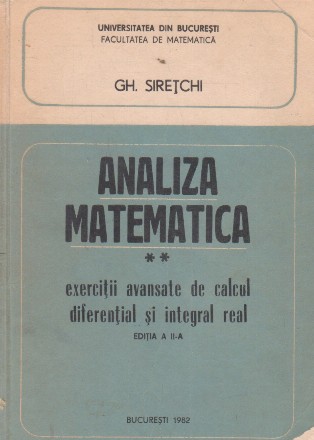 UNIVERSITATEA DIN BUCUREŞTI
FACULTATEA DE MATEMATICĂ
GH. SIREŢCHI
ANALIZA
MATEMATICA
**
exerciţii avansate de calcul
diferenţial şi integral real
EDIŢIA A II-A
BUCUREŞTI 1982